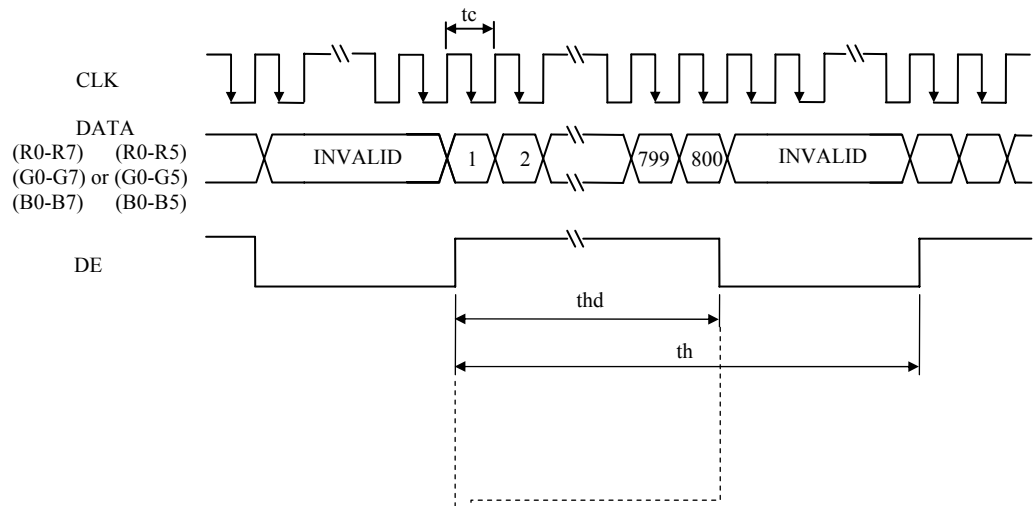 tc
CLK
DATA
(R0-R7) (R0-R5)
(G0-G7) or (G0-G5)
(B0-B7) (B0-B5)
INVALID 1 2 799 800 INVALID
DE
thd
th